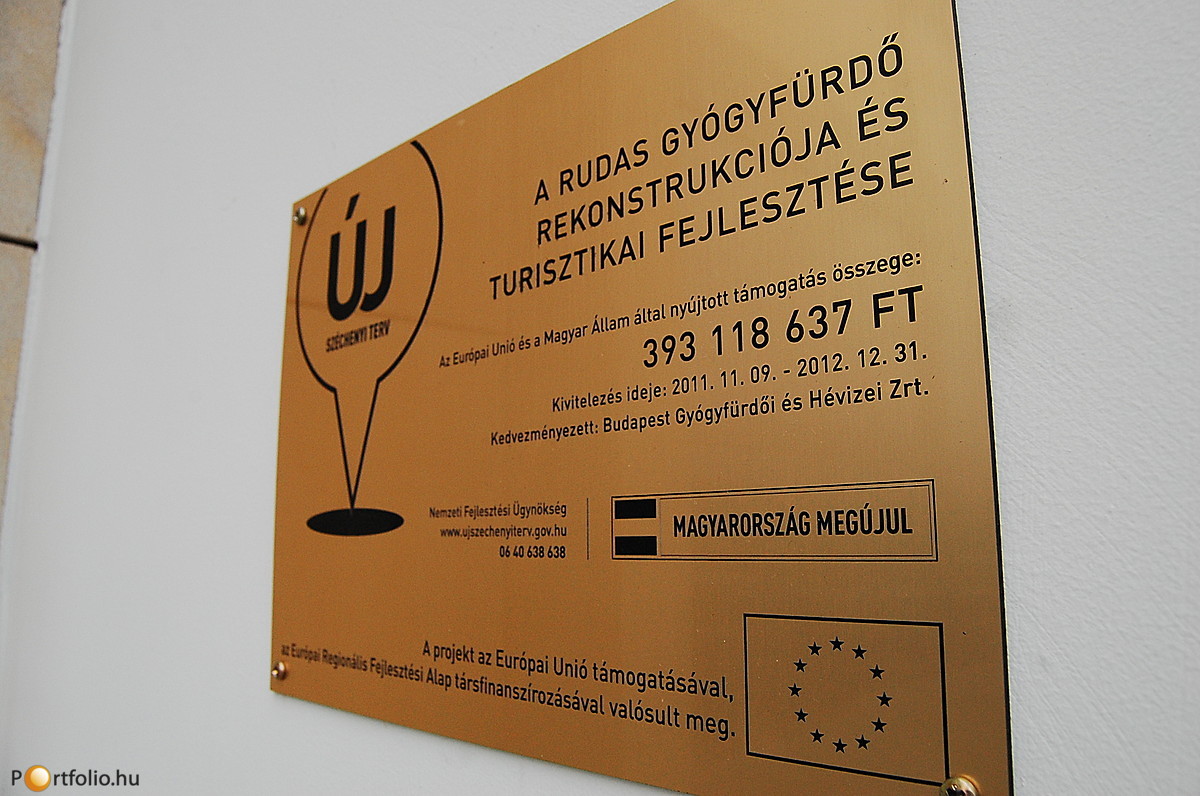 A RUDAS GYÓGYFÜRDŐ
REKONSTRUKCIÓJA ÉS
TURISZTIKAI FEJLESZTÉSE
ÚJ
SZÉCHENYI TERV
Az Európai Unió és a Magyar Állam által nyújtott támogatás összege:
393 118 637 FT
Kivitelezés ideje: 2011. 11. 09. - 2012. 12. 31.
Kedvezményezett: Budapest Gyógyfürdői és Hévizei Zrt.
Nemzeti Fejlesztési Ügynökség
www.ujszechenyiterv.gov.hu
06 40 638 638
MAGYARORSZÁG MEGÚJUL
A projekt az Európai Unió támogatásával,
az Európai Regionális Fejlesztési Alap társfinanszírozásával valósult meg.
Portfolio.hu